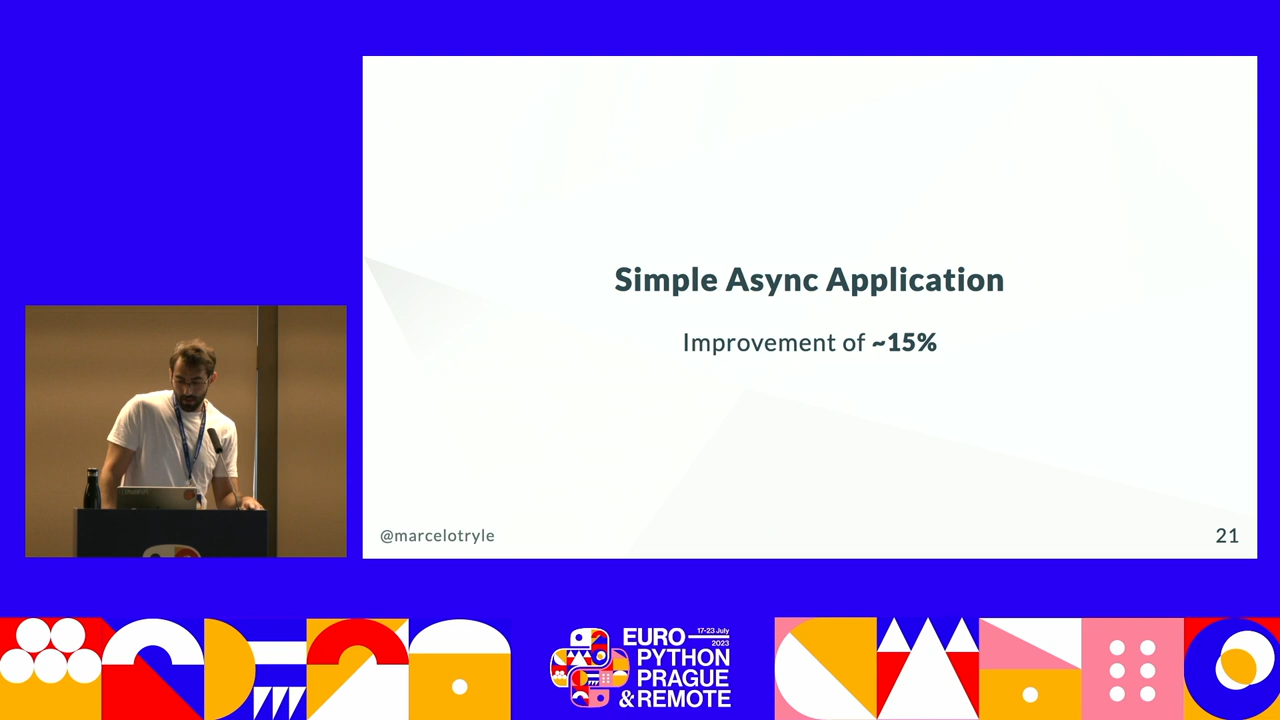 Simple Async Application
Improvement of ~15%
@marcelotryle
21
EURO
17-23 July
2023
PYTHON
PRAGUE
&REMOTE